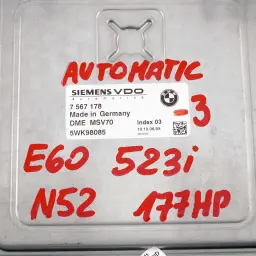 AUTOMATIC
SIEMENS VDO
Automotive
7 567 178
Made in Germany
DME MSV70
Index 03
5WK98085
3
E60 523i
N52 177HP